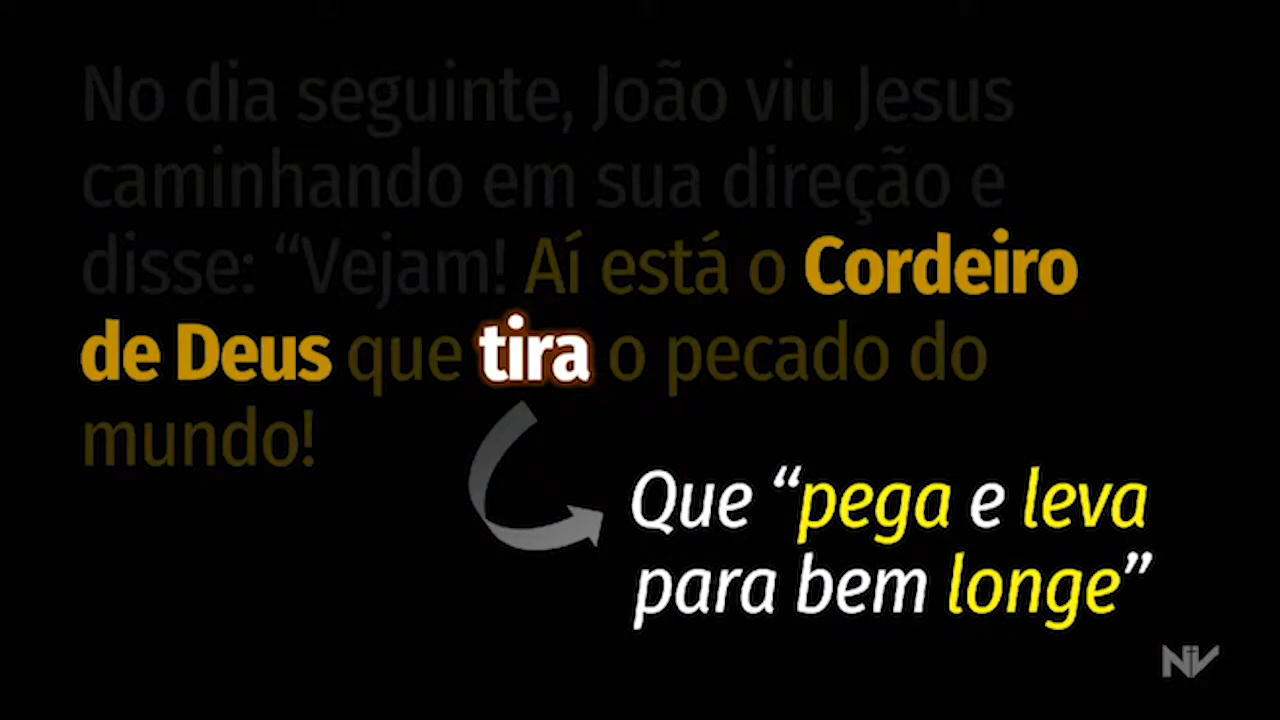 No dia seguinte, João viu Jesus
caminhando em sua direção e
disse: “Vejam! Aí está o Cordeiro
de Deus que tira o pecado do
mundo!
Que “pega e leva
para bem longe”
NV